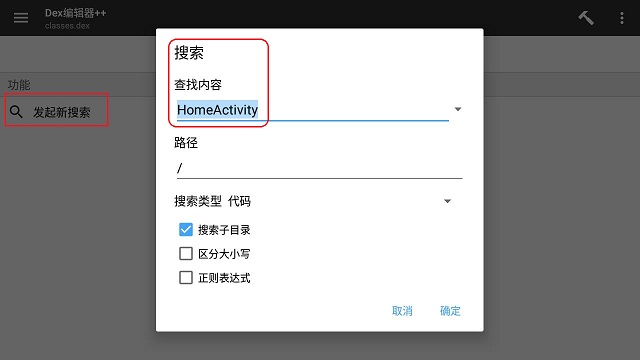 Dex编辑器++
classes.dex
功能
发起新搜索
搜索
查找内容
HomeActivity
路径
/
搜索类型 代码
搜索子目录
区分大小写
正则表达式
取消 确定